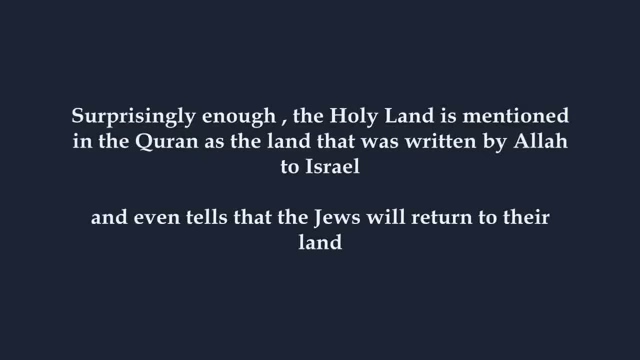 Surprisingly enough , the Holy Land is mentioned
in the Quran as the land that was written by Allah
to Israel
and even tells that the Jews will return to their
land